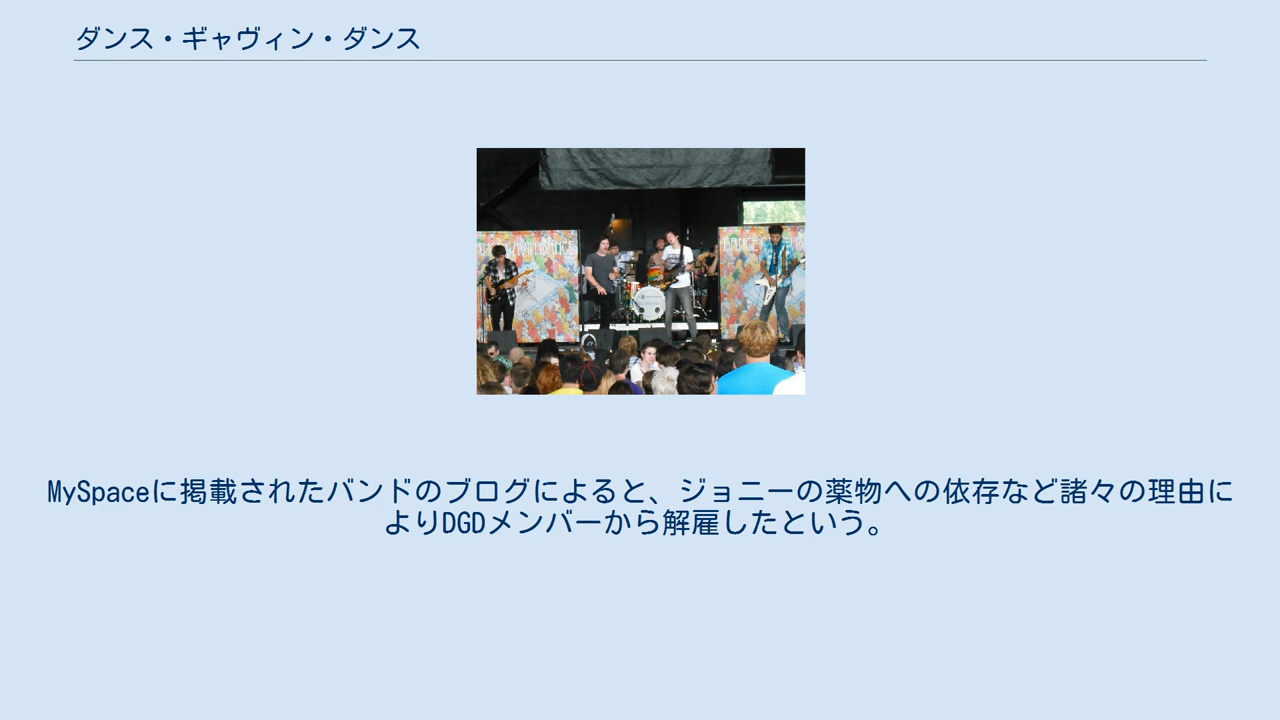 ダンス・ギャヴィン・ダンス
MySpaceに掲載されたバンドのブログによると、ジョニーの薬物への依存など諸々の理由に
よりDGDメンバーから解雇したという。